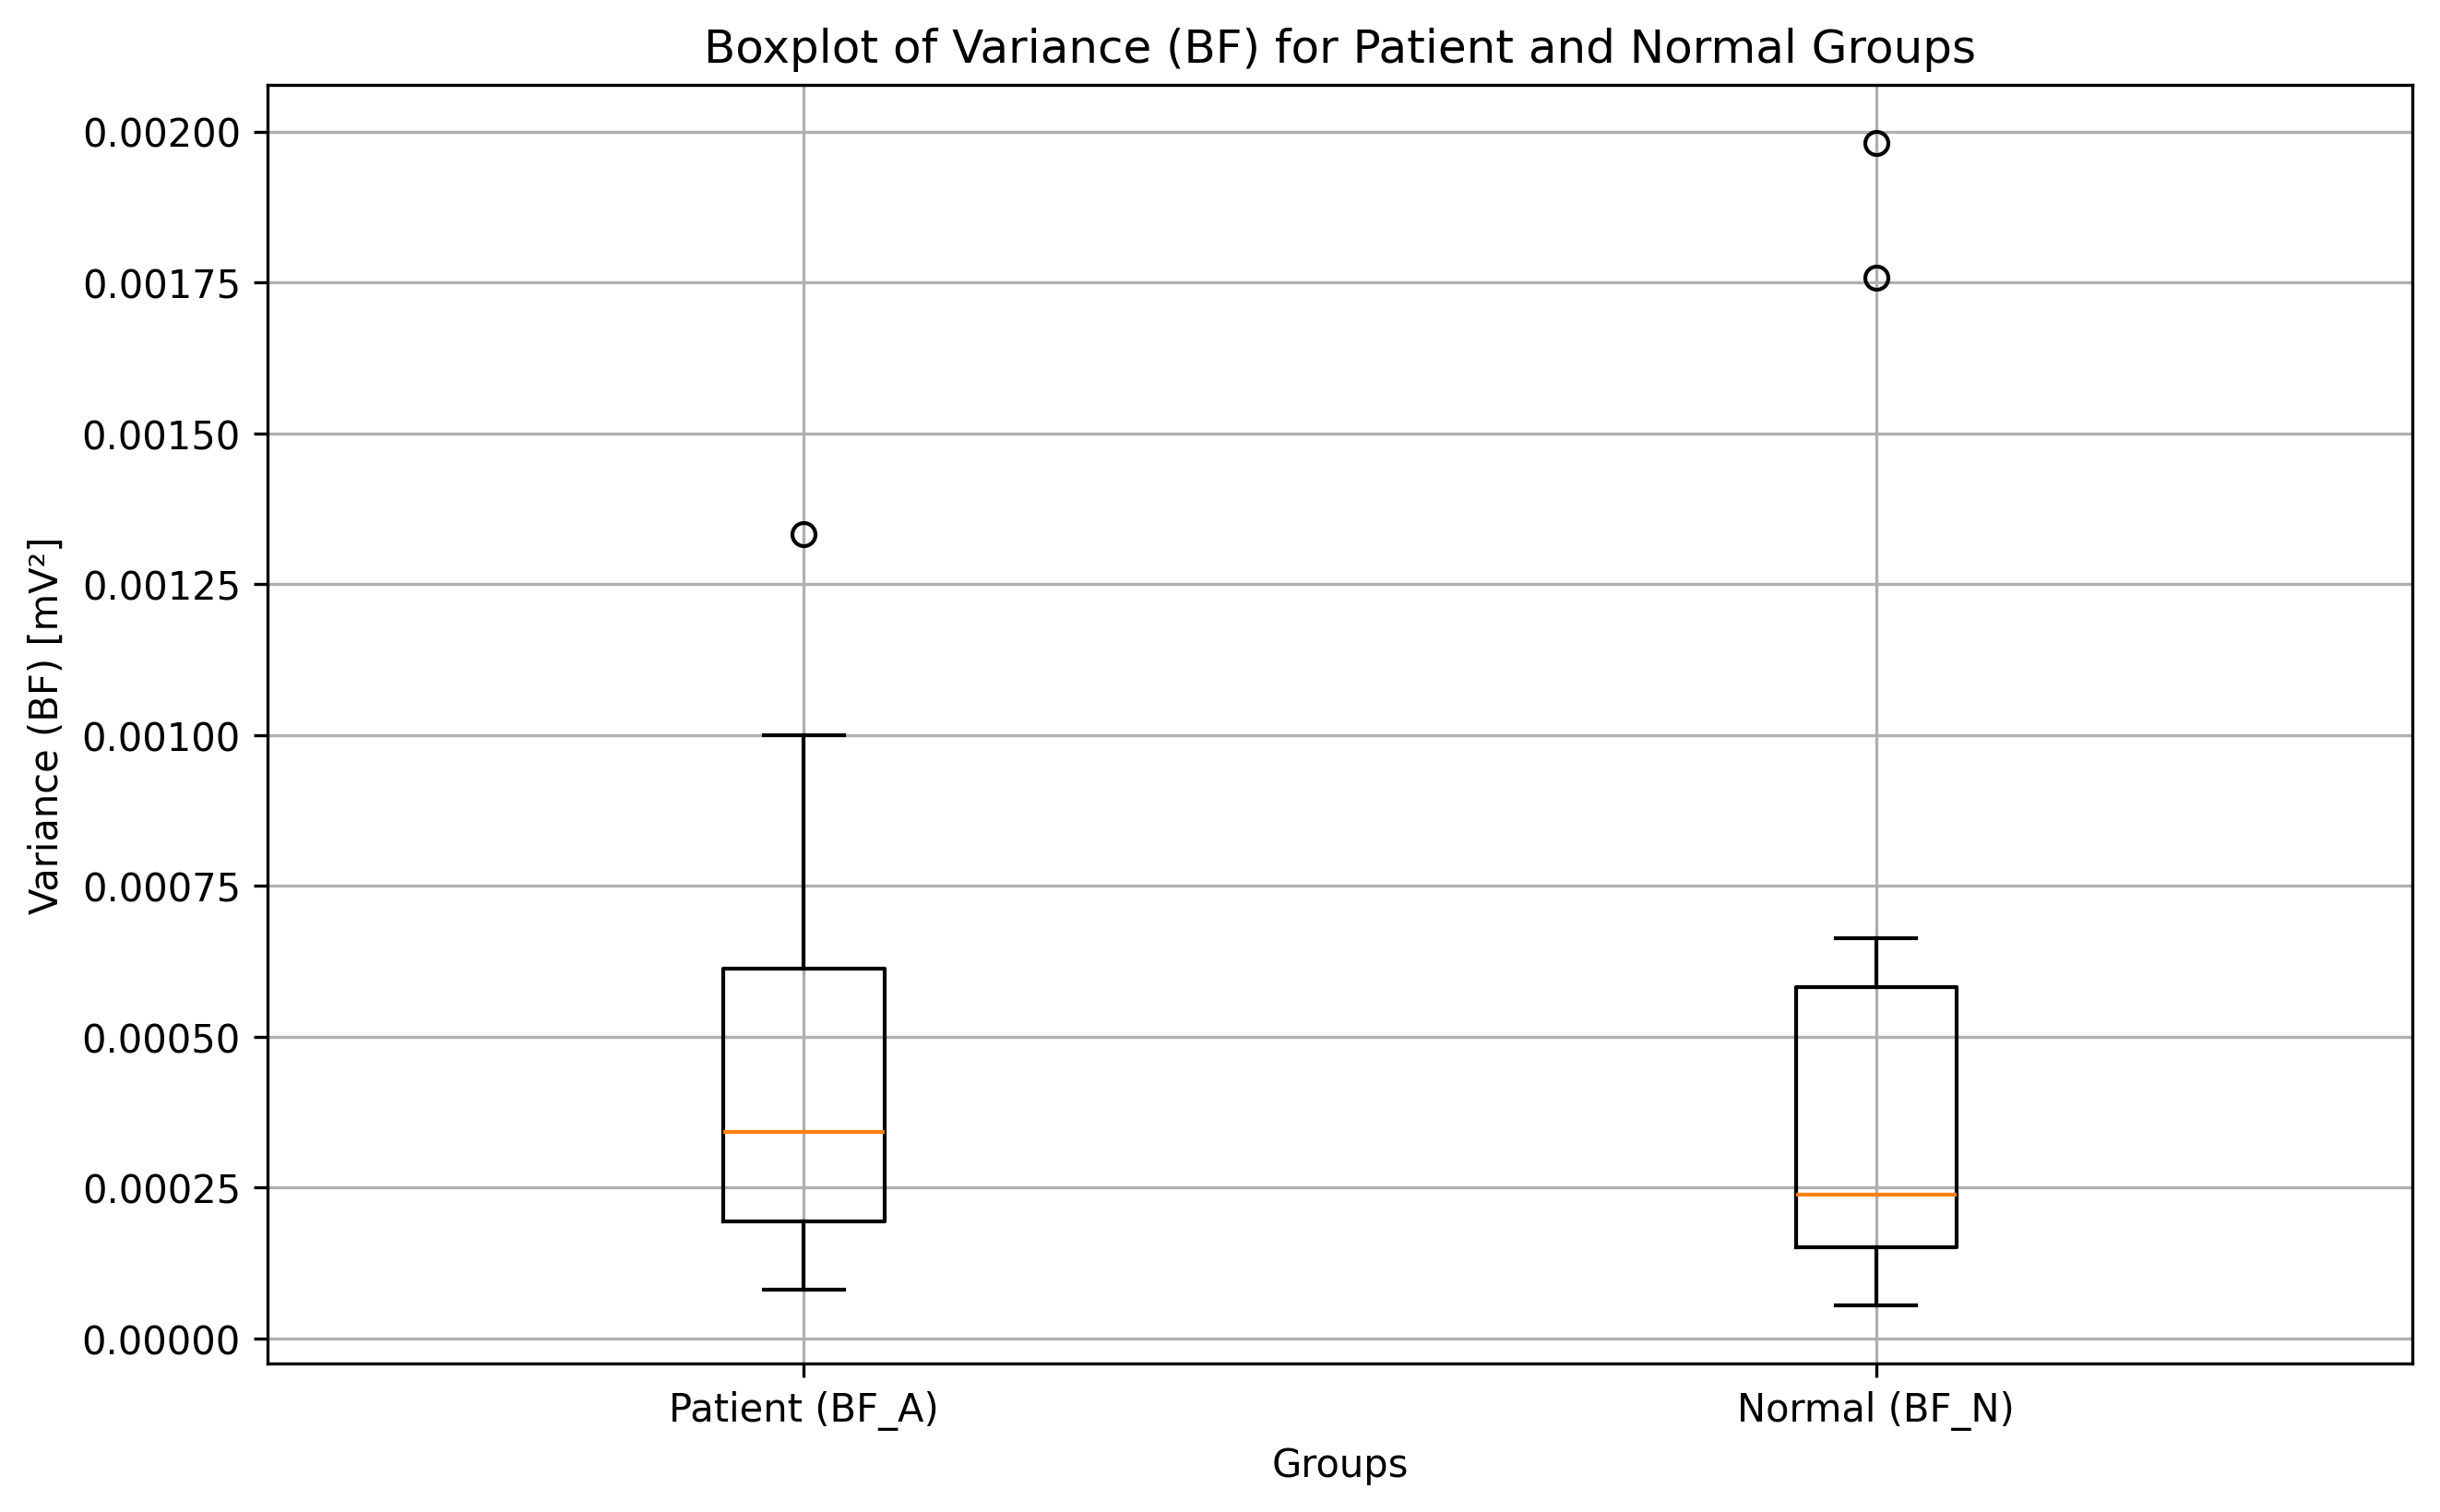 Boxplot of Variance (BF) for Patient and Normal Groups
Variance (BF) [mV²]
0.00200
0.00175
0.00150
0.00125
0.00100
0.00075
0.00050
0.00025
0.00000
Patient (BF_A)
Normal (BF_N)
Groups